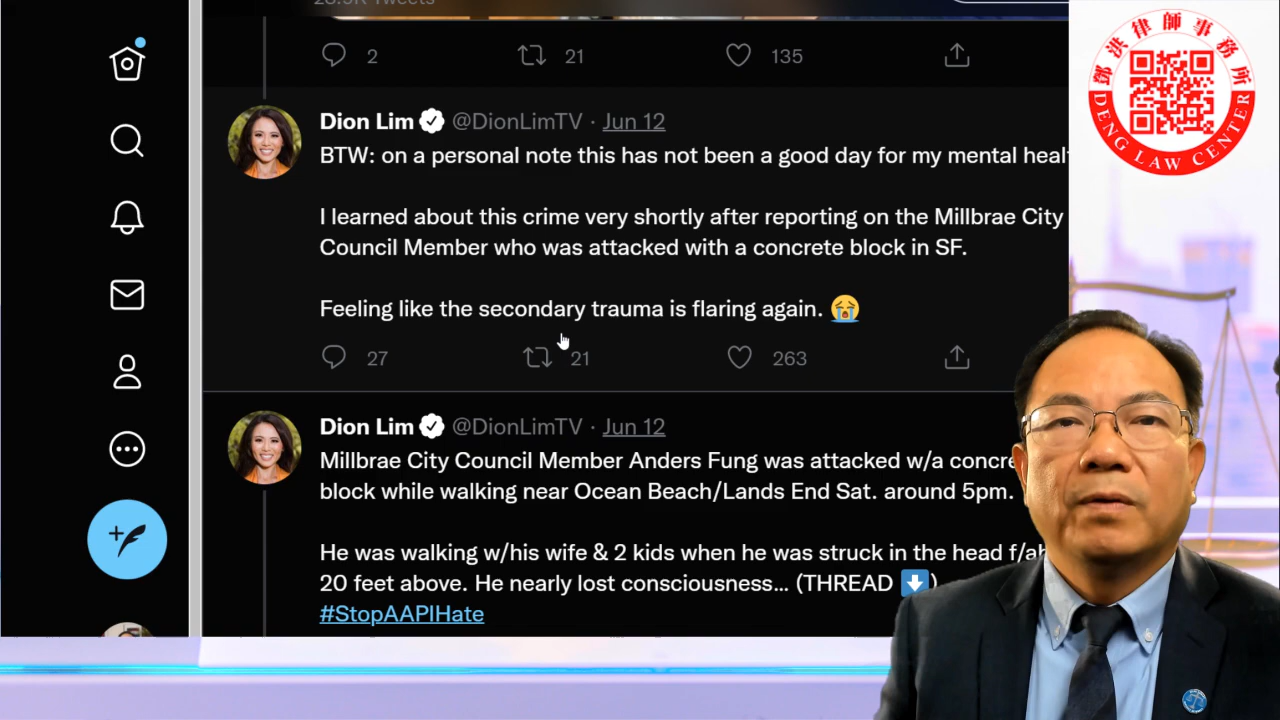 28.9K Tweets
2 21 135
Dion Lim @DionLimTV · Jun 12
BTW: on a personal note this has not been a good day for my mental heal
I learned about this crime very shortly after reporting on the Millbrae City
Council Member who was attacked with a concrete block in SF.
Feeling like the secondary trauma is flaring again. 😭
27 21 263
Dion Lim @DionLimTV · Jun 12
Millbrae City Council Member Anders Fung was attacked w/a concre
block while walking near Ocean Beach/Lands End Sat. around 5pm.
He was walking w/his wife & 2 kids when he was struck in the head f/ab
20 feet above. He nearly lost consciousness... (THREAD ⬇️)
#StopAAPIHate
鄧洪律師事務所
DENG LAW CENTER